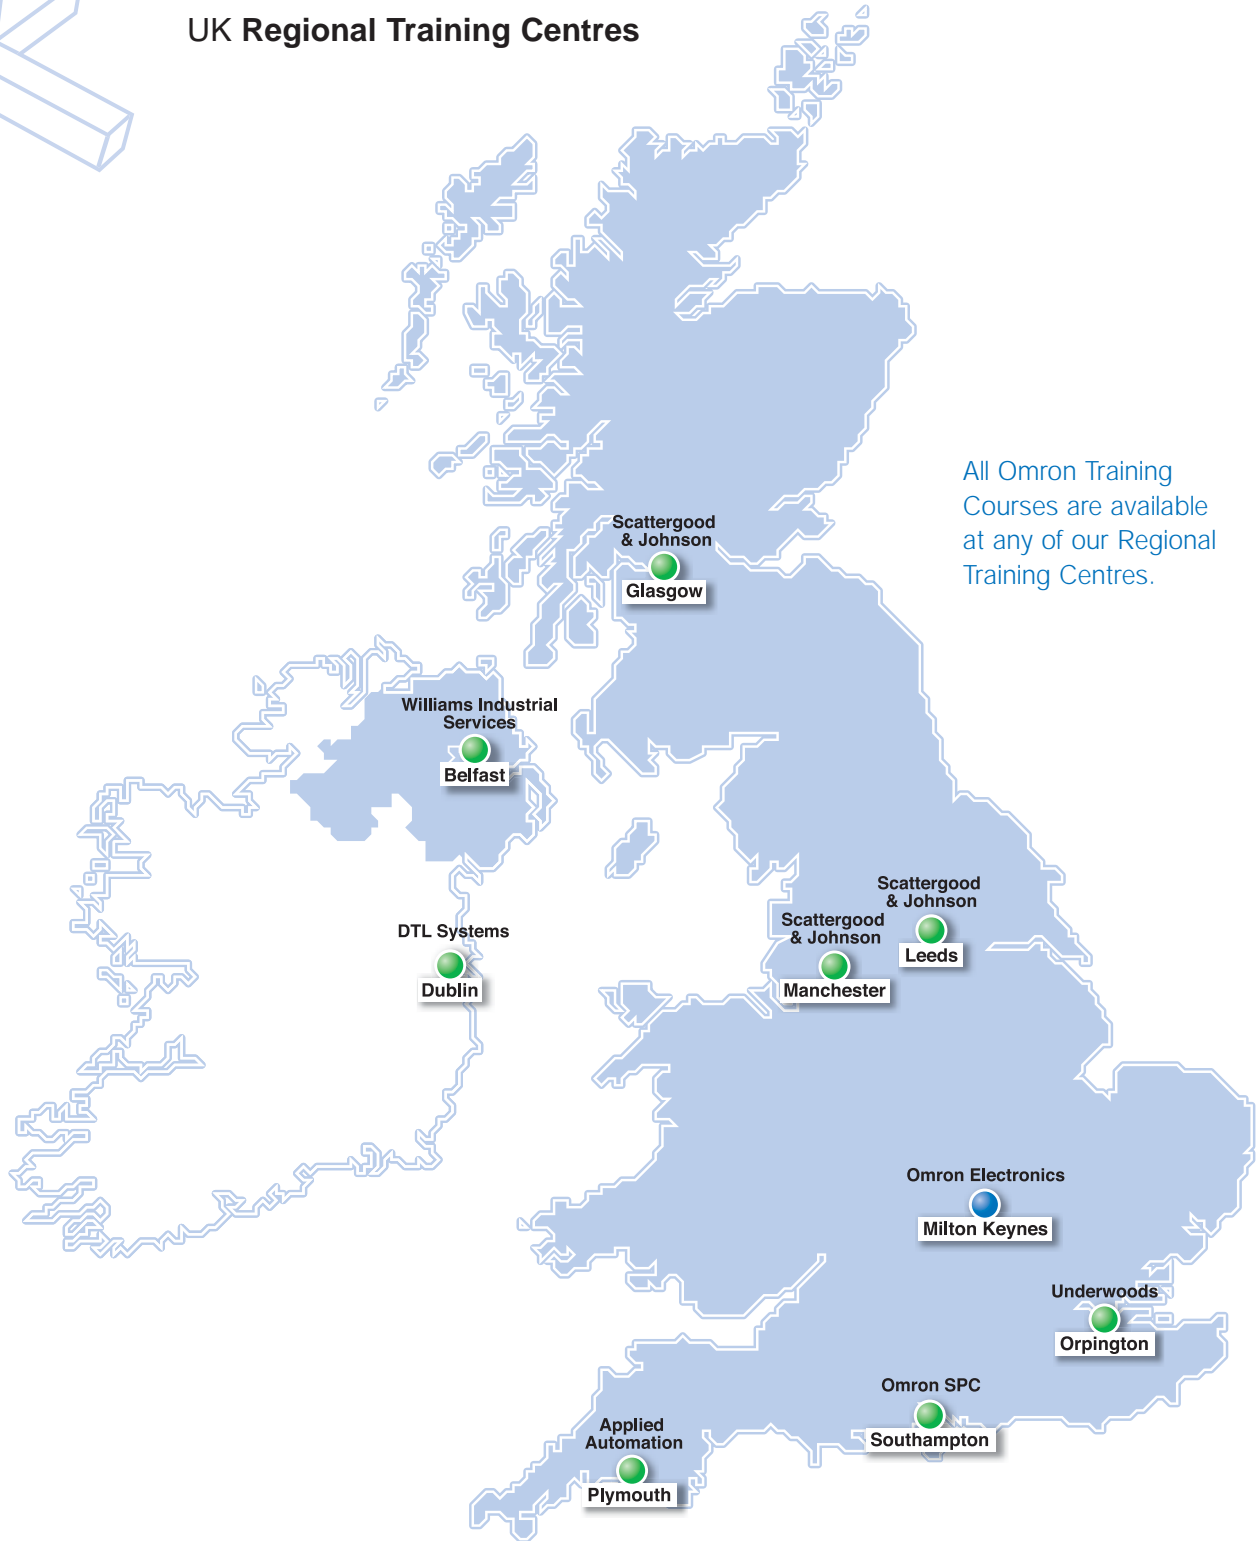 UK Regional Training Centres
All Omron Training
Courses are available
at any of our Regional
Training Centres.
Scattergood
& Johnson
Glasgow
Williams Industrial
Services
Belfast
Scattergood
& Johnson
Leeds
Scattergood
& Johnson
Manchester
DTL Systems
Dublin
Omron Electronics
Milton Keynes
Underwoods
Orpington
Omron SPC
Southampton
Applied
Automation
Plymouth